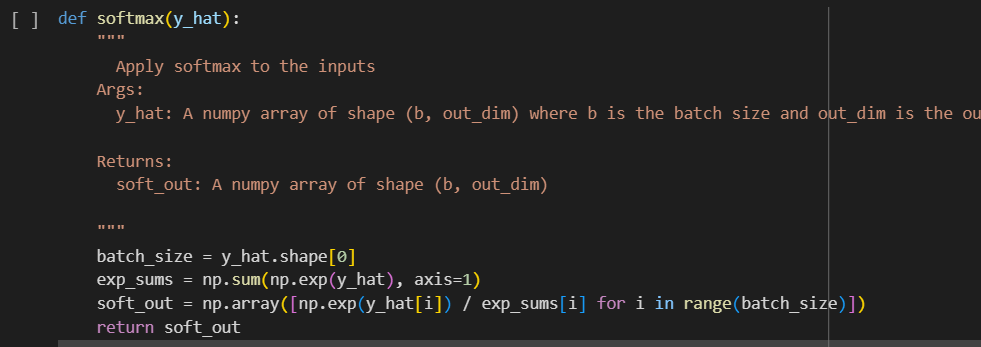 [ ] def softmax(y_hat):
"""
Apply softmax to the inputs
Args:
y_hat: A numpy array of shape (b, out_dim) where b is the batch size and out_dim is the ou
Returns:
soft_out: A numpy array of shape (b, out_dim)
"""
batch_size = y_hat.shape[0]
exp_sums = np.sum(np.exp(y_hat), axis=1)
soft_out = np.array([np.exp(y_hat[i]) / exp_sums[i] for i in range(batch_size)])
return soft_out